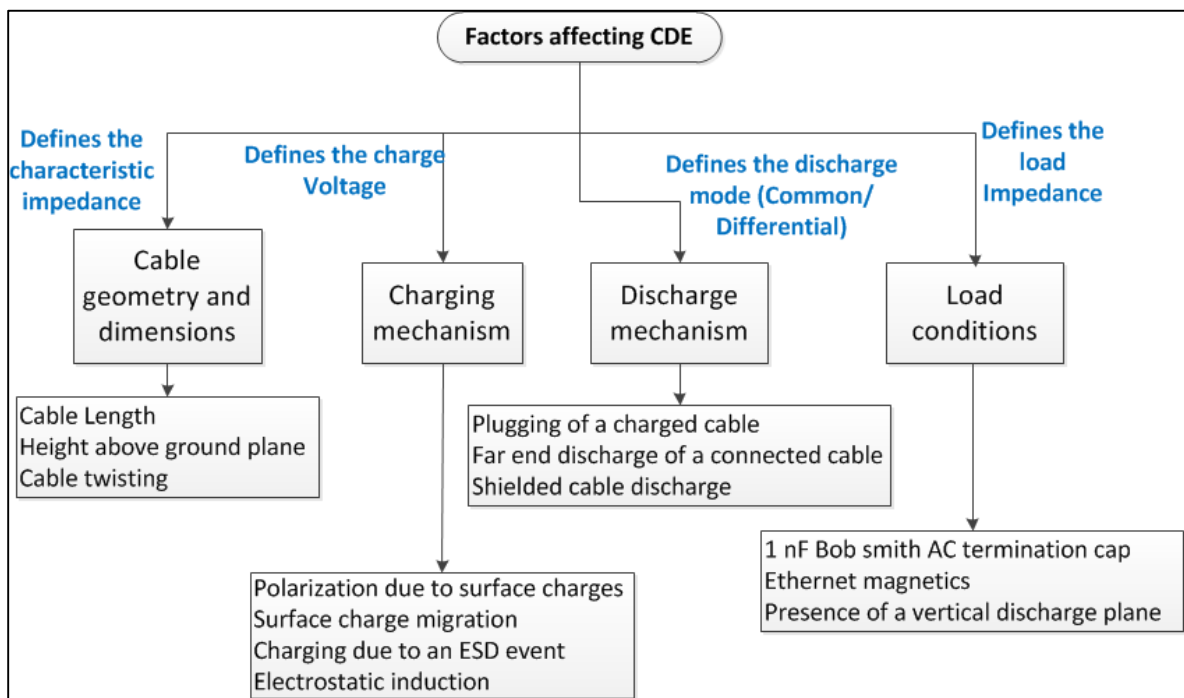 Factors affecting CDE
Defines the
characteristic
impedance
Defines the charge
Voltage
Defines the discharge
mode (Common/
Differential)
Defines the
load
Impedance
Cable
geometry and
dimensions
Charging
mechanism
Discharge
mechanism
Load
conditions
Cable Length
Height above ground plane
Cable twisting
Plugging of a charged cable
Far end discharge of a connected cable
Shielded cable discharge
Polarization due to surface charges
Surface charge migration
Charging due to an ESD event
Electrostatic induction
1 nF Bob smith AC termination cap
Ethernet magnetics
Presence of a vertical discharge plane